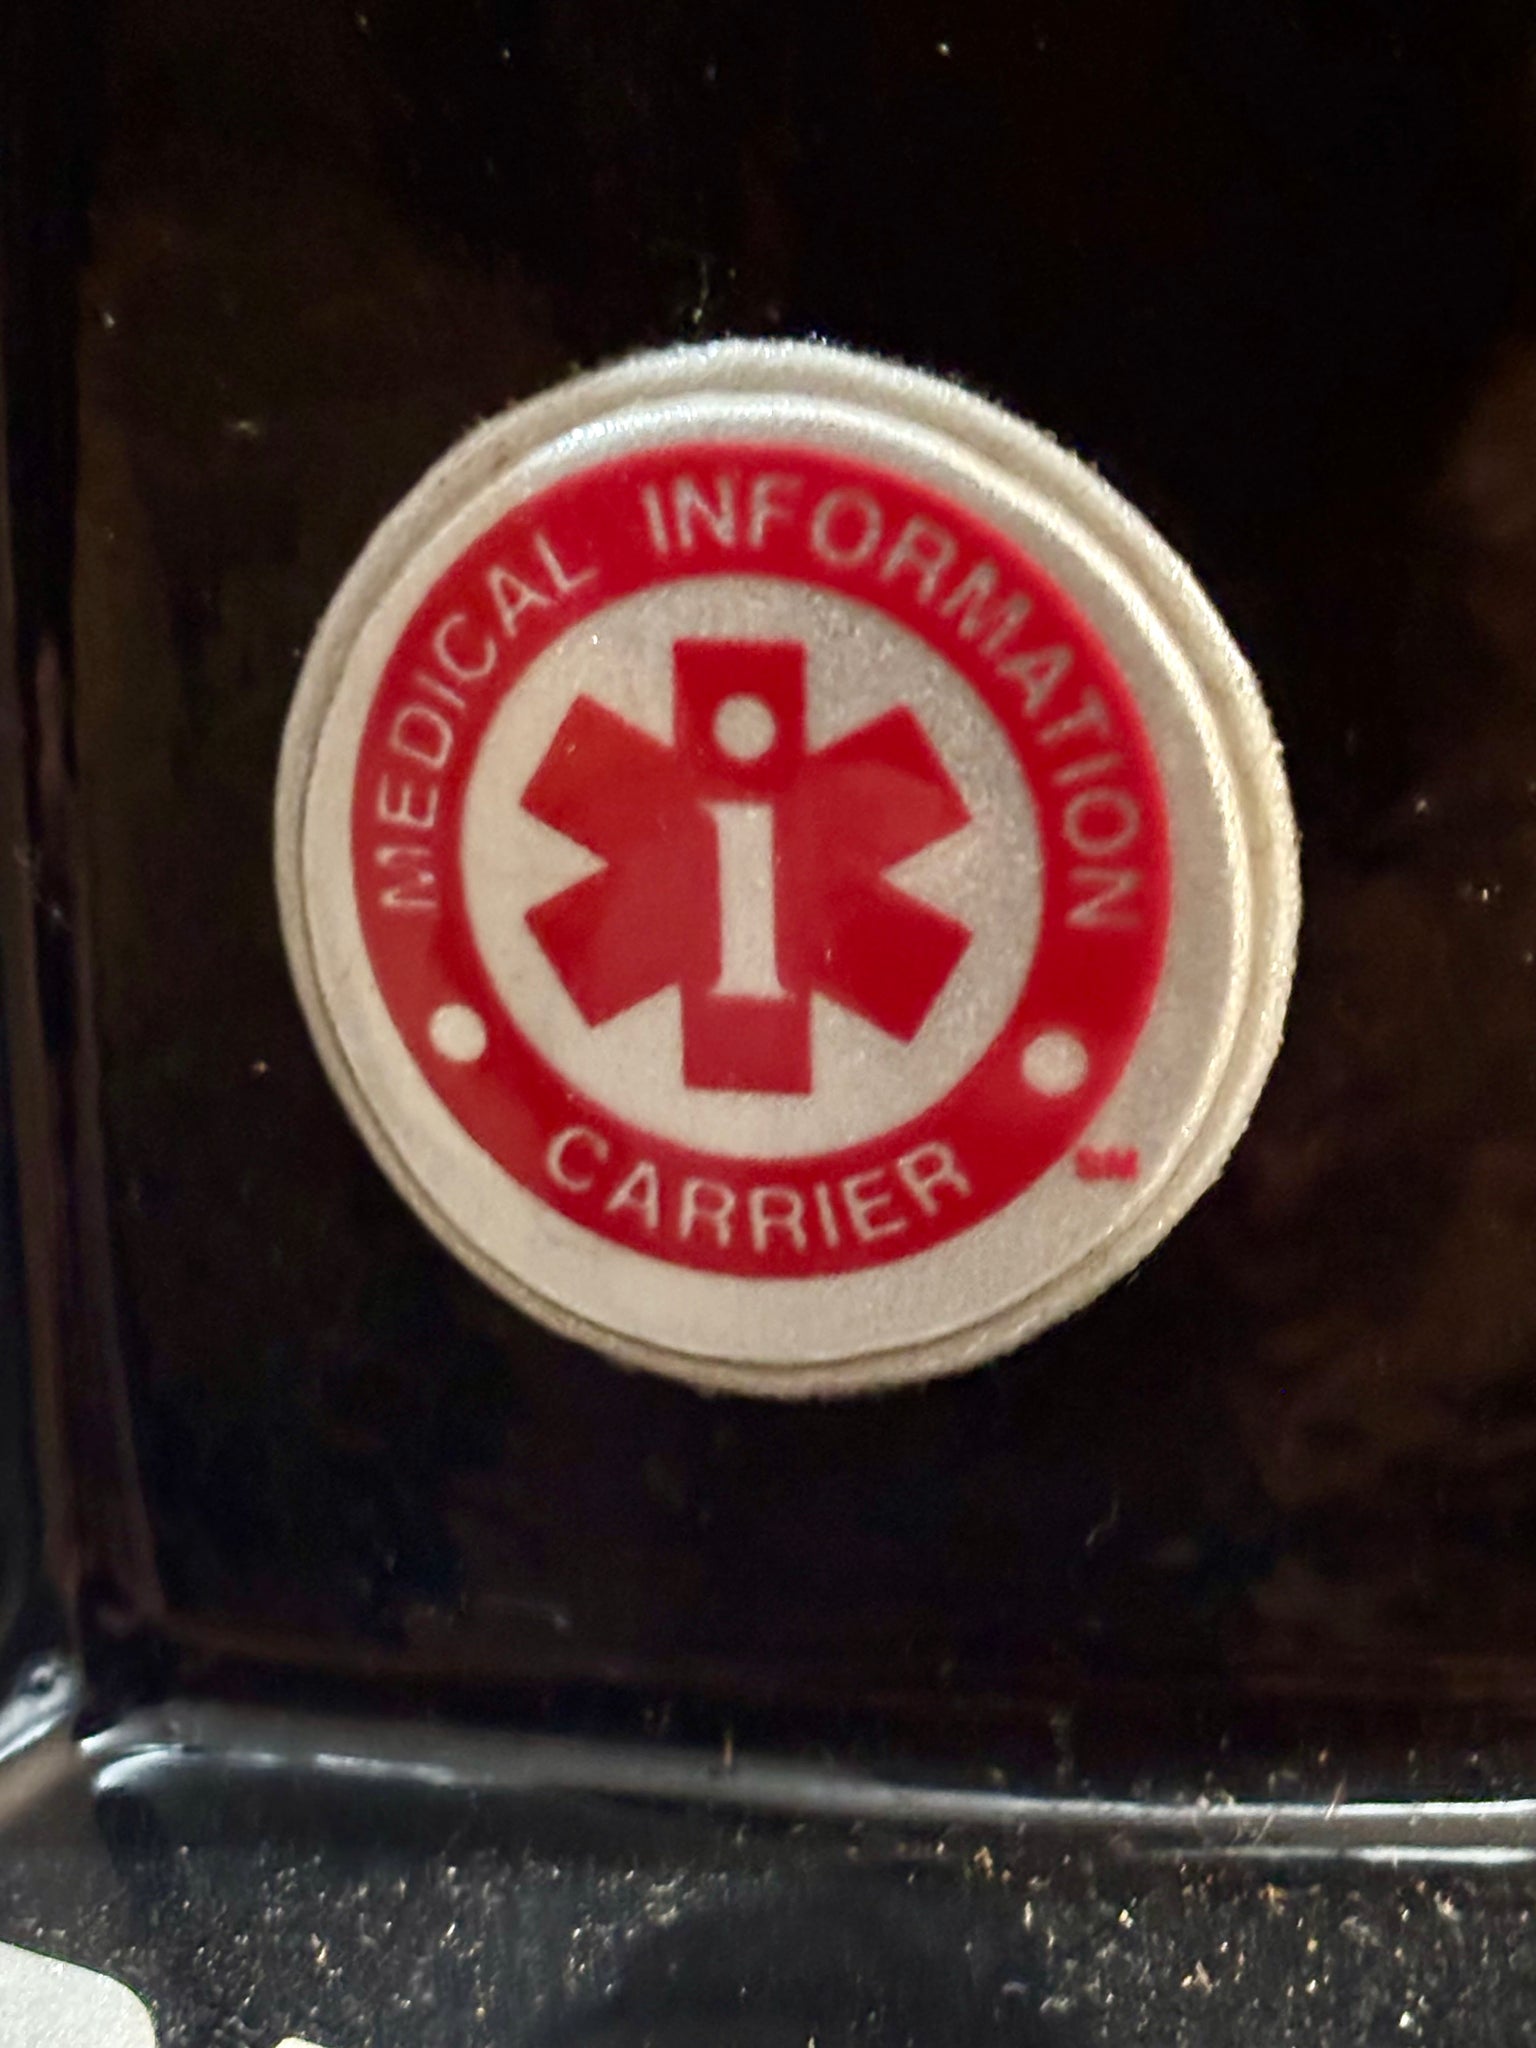 MEDICAL INFORMATION
i
CARRIER
SM